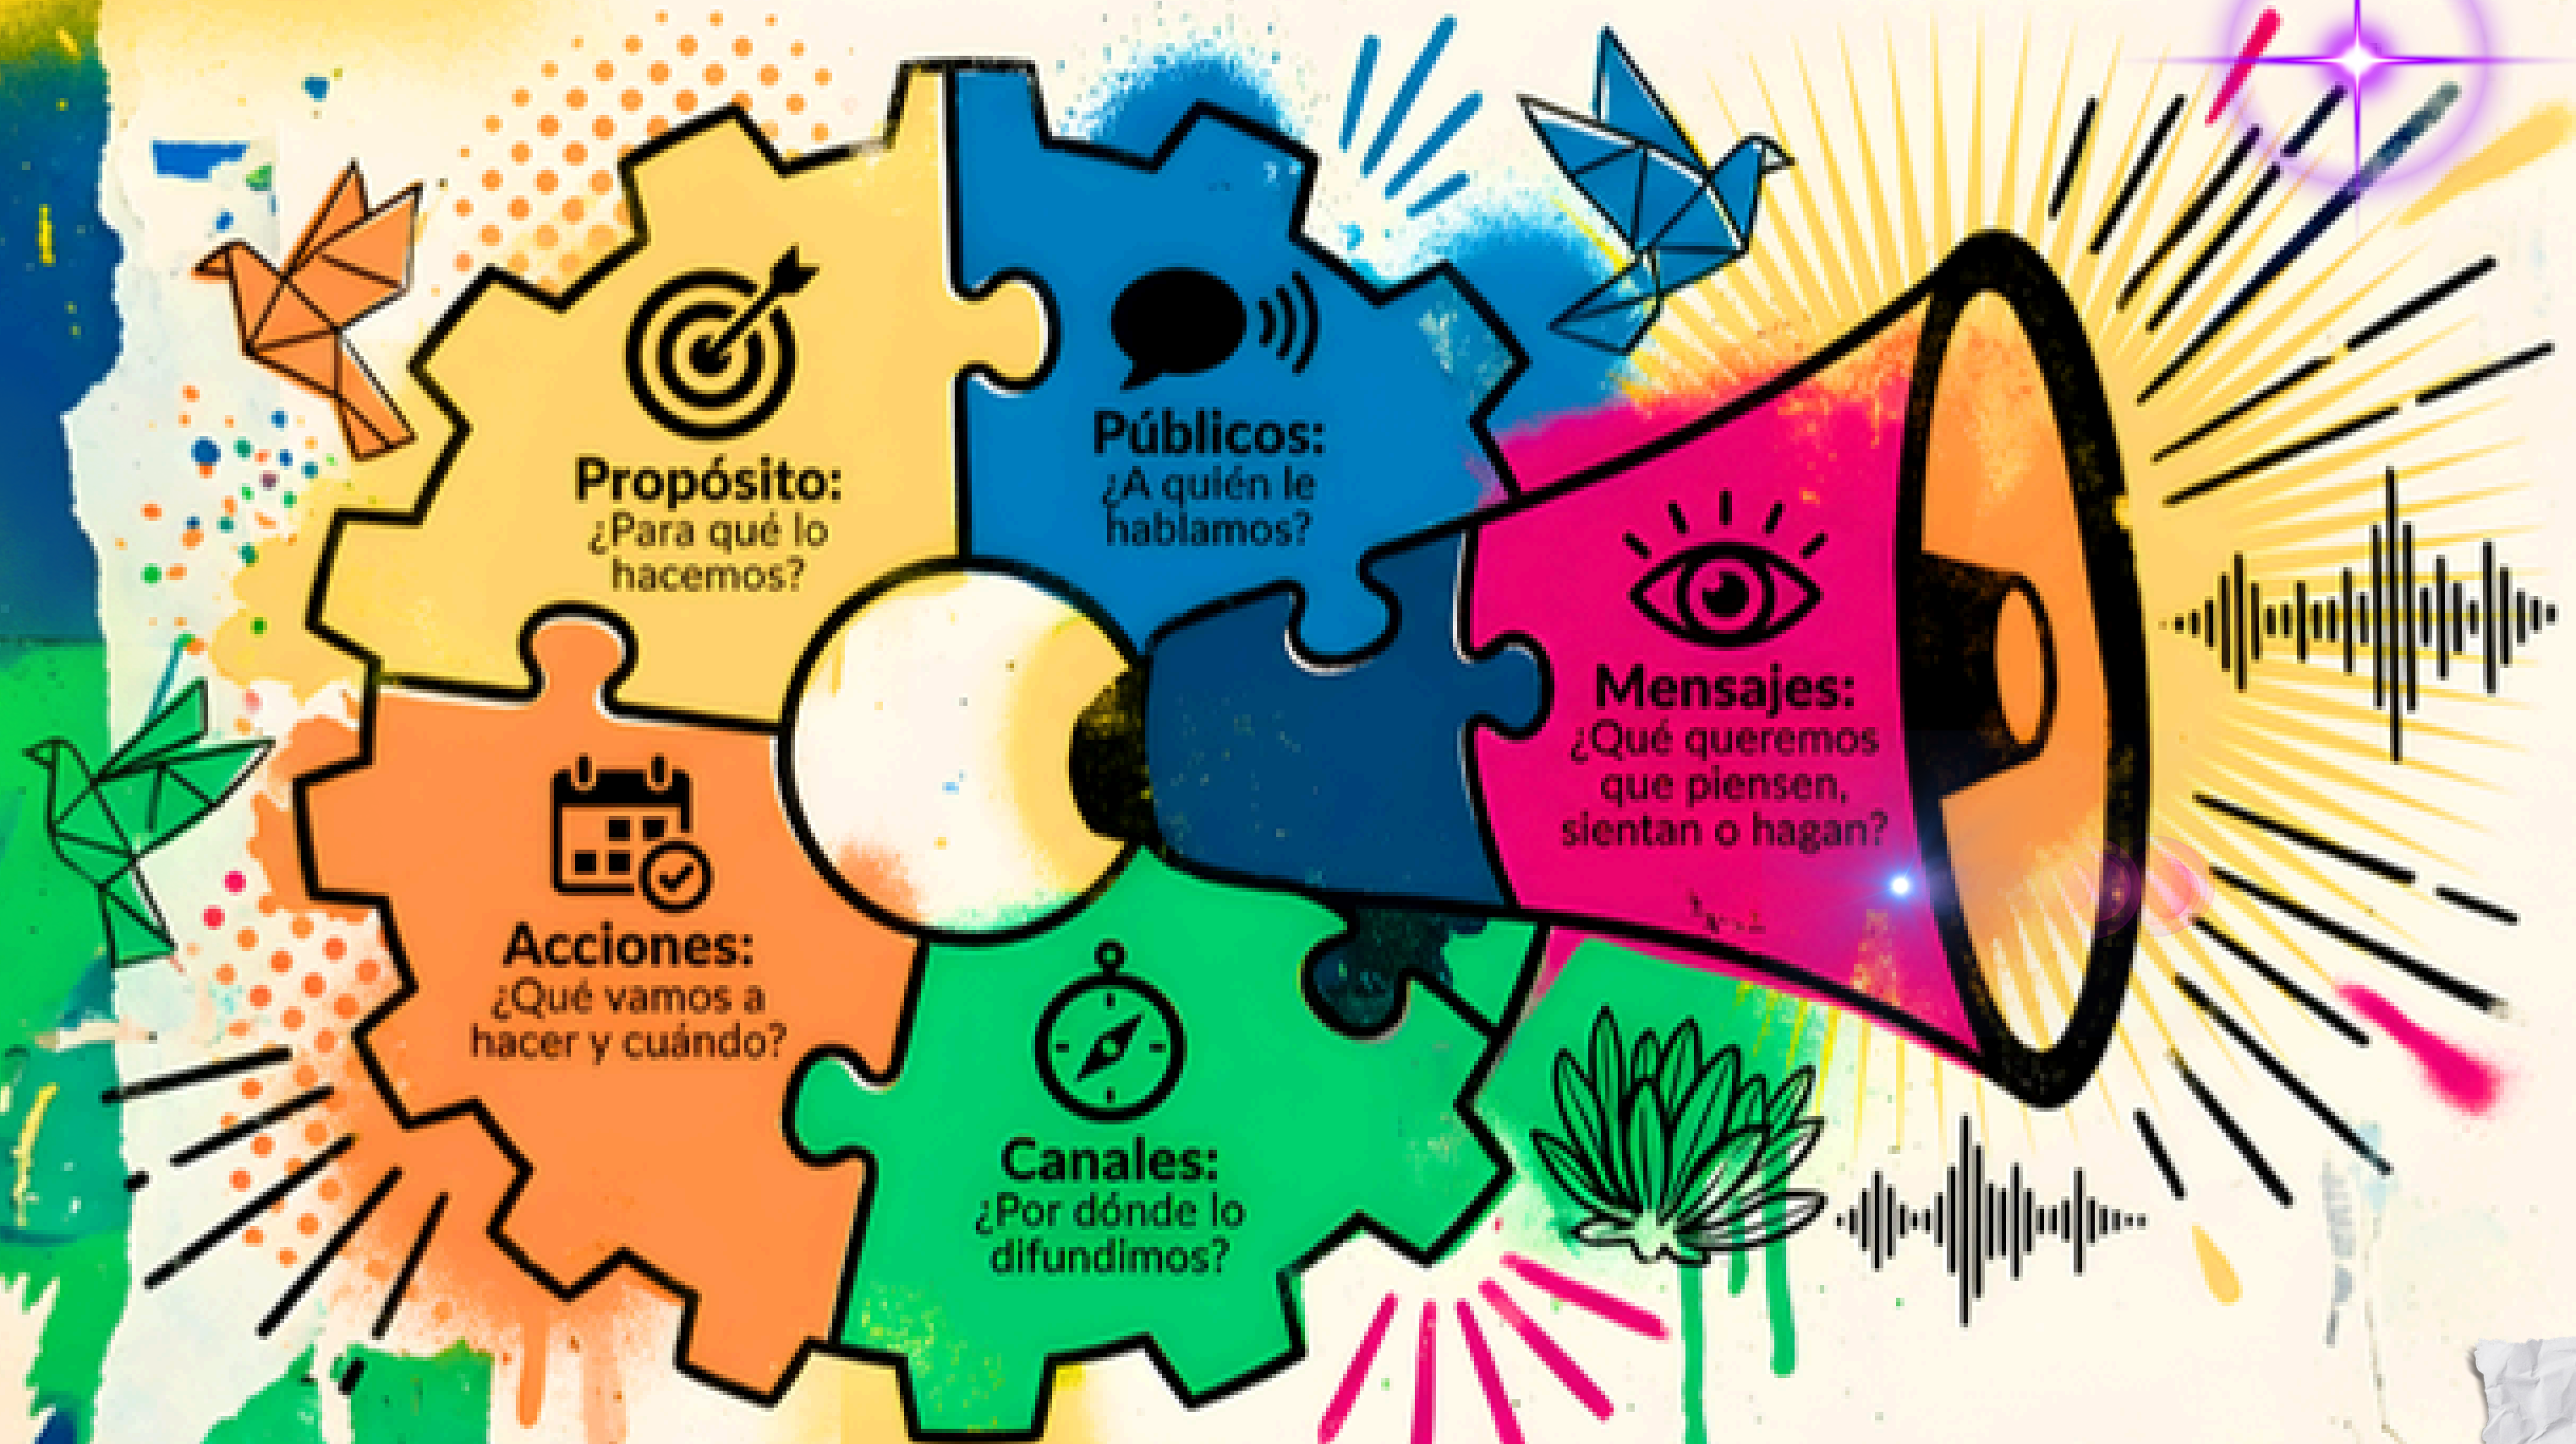 Propósito:
¿Para qué lo
hacemos?
Públicos:
¿A quién le
hablamos?
Mensajes:
¿Qué queremos
que piensen,
sientan o hagan?
Acciones:
¿Qué vamos a
hacer y cuándo?
Canales:
¿Por dónde lo
difundimos?